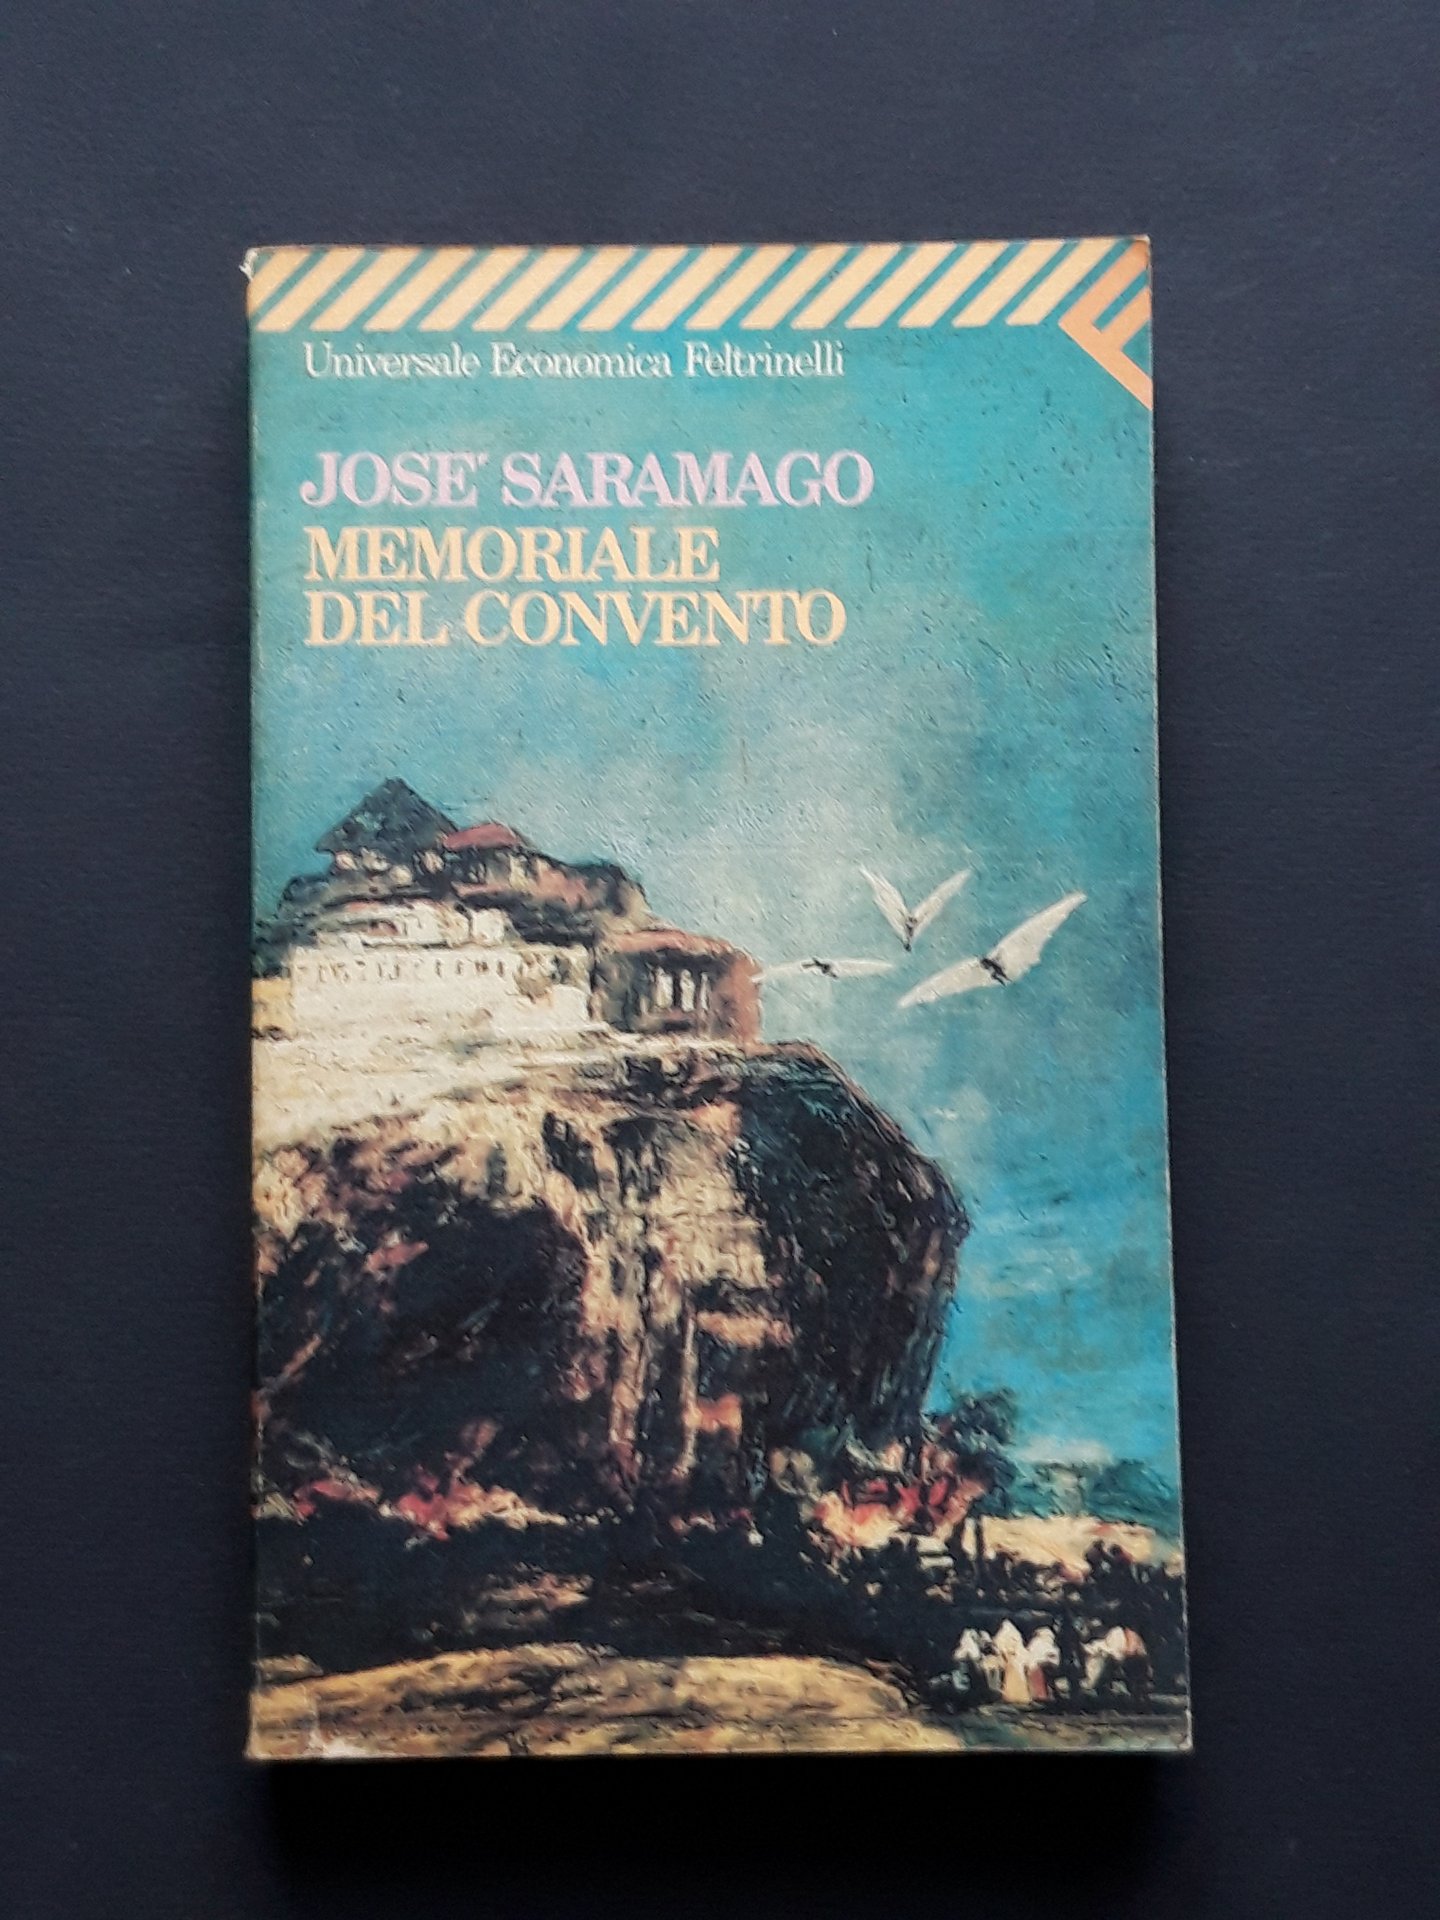 Universale Economica Feltrinelli
JOSE' SARAMAGO
MEMORIALE
DEL CONVENTO